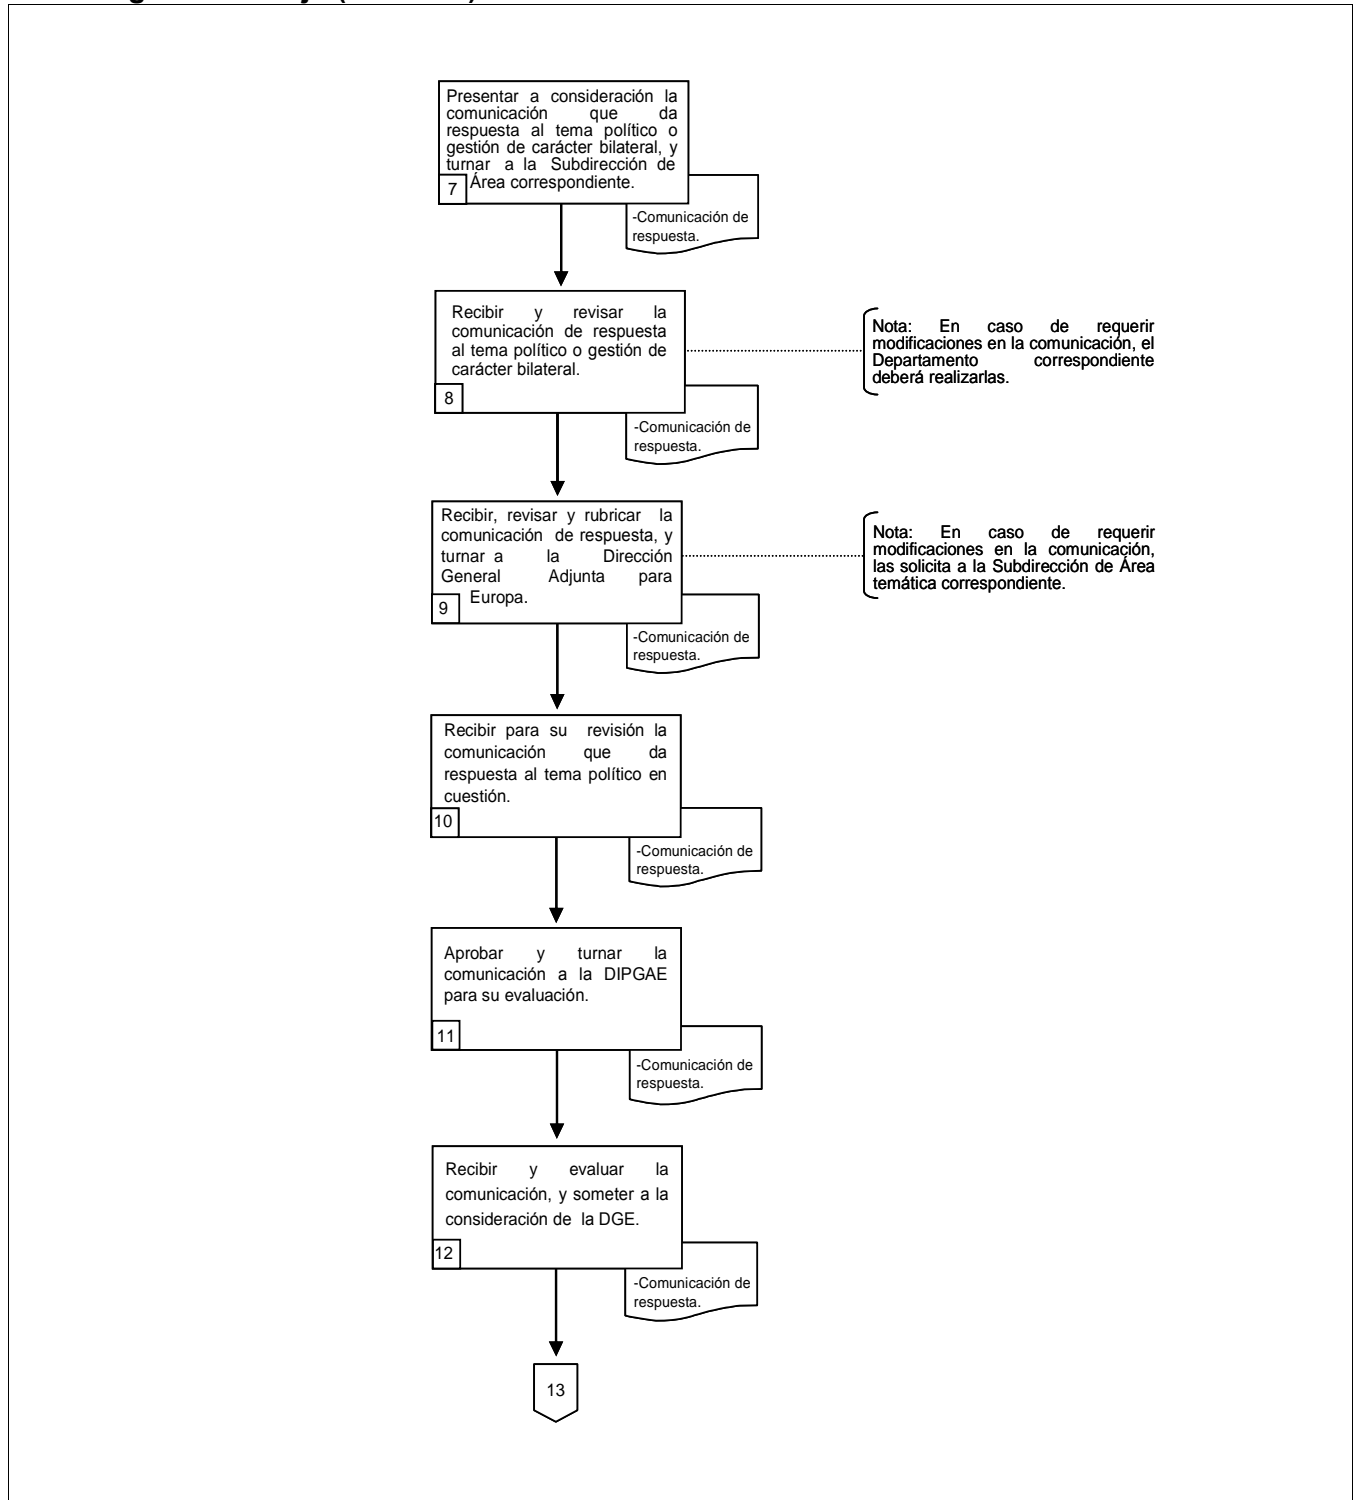 Presentar a consideración la
comunicación que da
respuesta al tema político o
gestión de carácter bilateral, y
turnar a la Subdirección de
Área correspondiente.
7
-Comunicación de
respuesta.
Recibir y revisar la
comunicación de respuesta
al tema político o gestión de
carácter bilateral.
8
Nota: En caso de requerir
modificaciones en la comunicación, el
Departamento correspondiente
deberá realizarlas.
-Comunicación de
respuesta.
Recibir, revisar y rubricar la
comunicación de respuesta, y
turnar a la Dirección
General Adjunta para
Europa.
9
Nota: En caso de requerir
modificaciones en la comunicación,
las solicita a la Subdirección de Área
temática correspondiente.
-Comunicación de
respuesta.
Recibir para su revisión la
comunicación que da
respuesta al tema político en
cuestión.
10
-Comunicación de
respuesta.
Aprobar y turnar la
comunicación a la DIPGAE
para su evaluación.
11
-Comunicación de
respuesta.
Recibir y evaluar la
comunicación, y someter a la
consideración de la DGE.
12
-Comunicación de
respuesta.
13